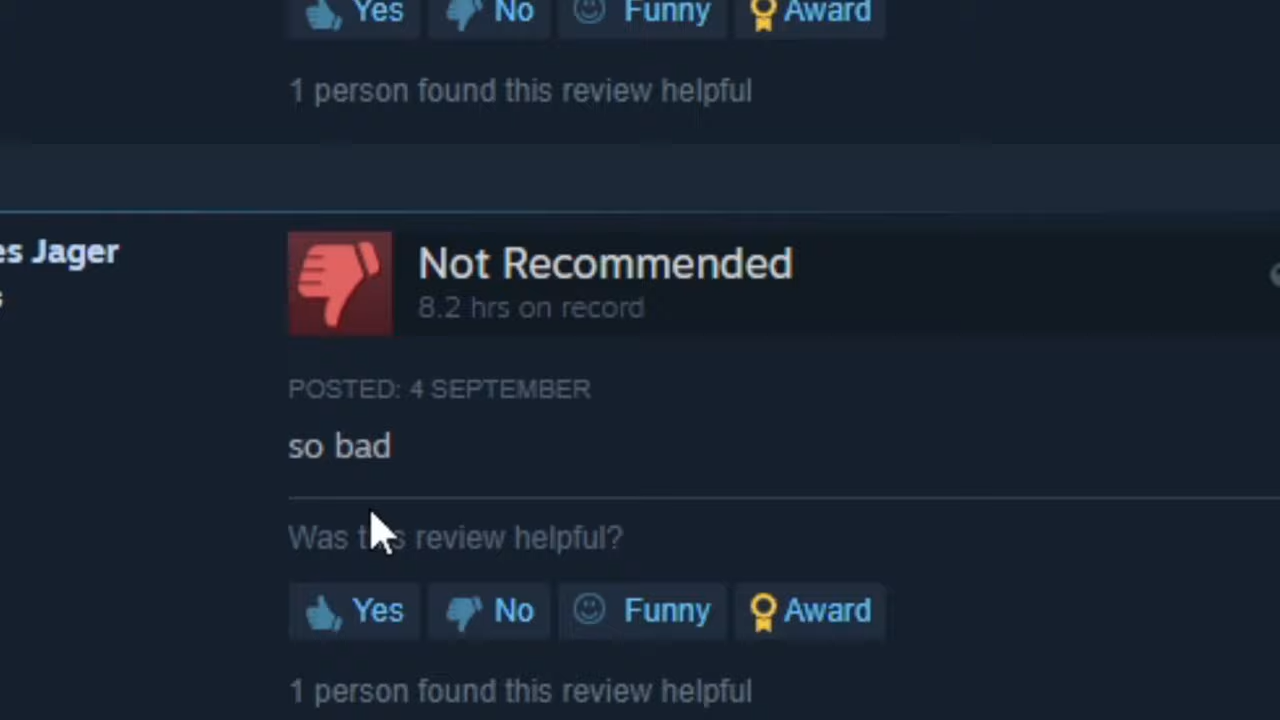 Yes No Funny Award
1 person found this review helpful
es Jager
Not Recommended
8.2 hrs on record
POSTED: 4 SEPTEMBER
so bad
Was this review helpful?
Yes No Funny Award
1 person found this review helpful